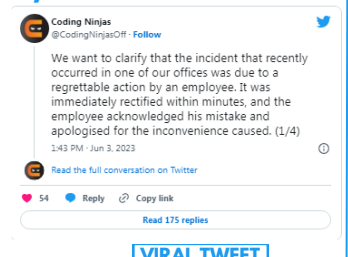 Coding Ninjas
@CodingNinjasOff · Follow
We want to clarify that the incident that recently
occurred in one of our offices was due to a
regrettable action by an employee. It was
immediately rectified within minutes, and the
employee acknowledged his mistake and
apologised for the inconvenience caused. (1/4)
1:43 PM · Jun 3, 2023
Read the full conversation on Twitter
54 Reply Copy link
Read 175 replies
VIRAL TWEET